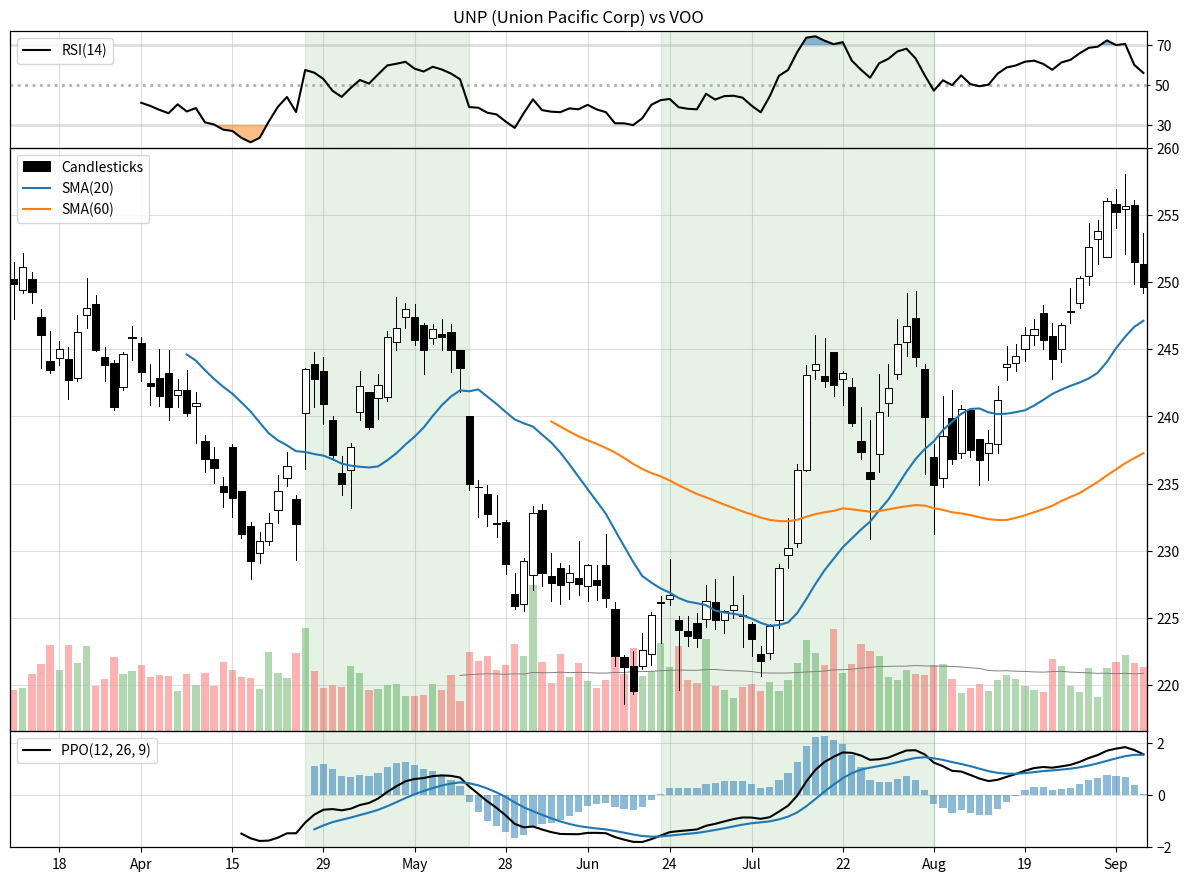 UNP (Union Pacific Corp) vs VOO
RSI(14)
70
50
30
260
Candlesticks
SMA(20)
SMA(60)
255
250
245
240
235
230
225
220
PPO(12, 26, 9)
2
0
−2
18 Apr 15 29 May 28 Jun 24 Jul 22 Aug 19 Sep